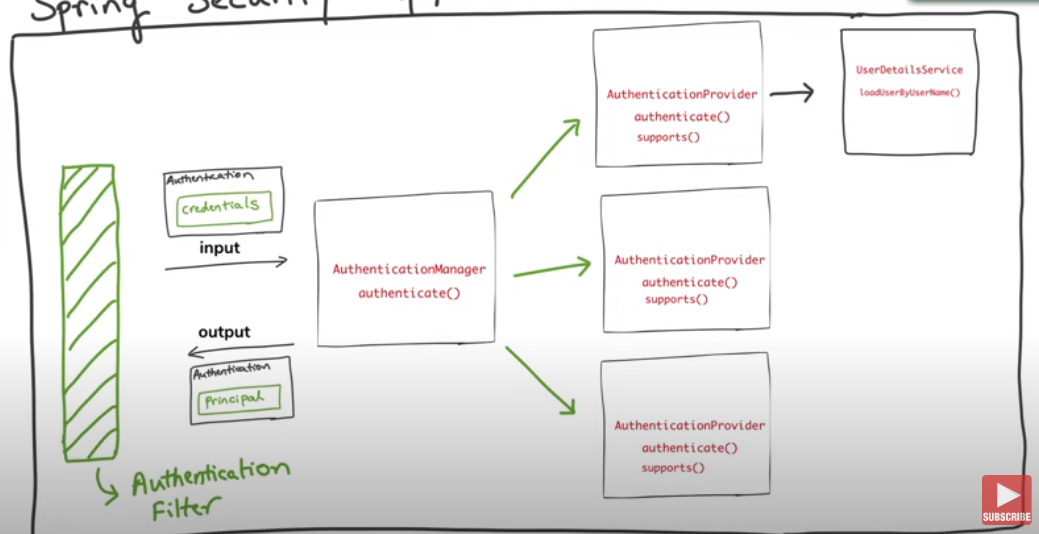 Spring Security
Authentication
credentials
input
output
Authentication
Principal
Authentication
Filter
AuthenticationManager
authenticate()
AuthenticationProvider
authenticate()
supports()
AuthenticationProvider
authenticate()
supports()
AuthenticationProvider
authenticate()
supports()
UserDetailsService
loadUserByUserName()
SUBSCRIBE